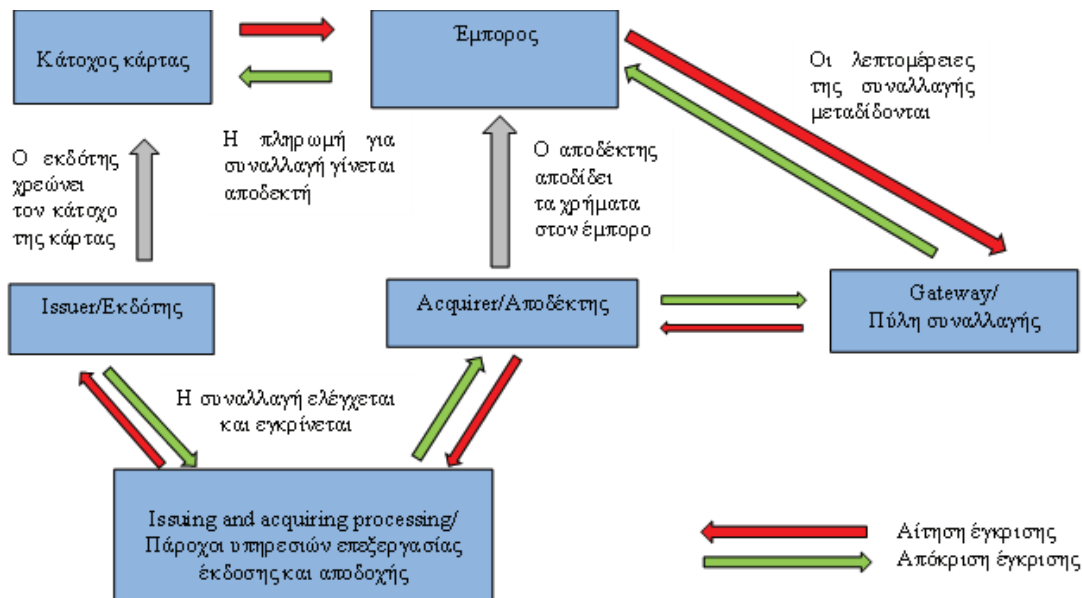 Κάτοχος κάρτας
Έμπορος
Οι λεπτομέρειες
της συναλλαγής
μεταδίδονται
Η πληρωμή για
συναλλαγή γίνεται
αποδεκτή
Ο εκδότης
χρεώνει
τον κάτοχο
της κάρτας
Ο αποδέκτης
αποδίδει
τα χρήματα
στον έμπορο
Issuer/Εκδότης
Acquirer/Αποδέκτης
Gateway/
Πύλη συναλλαγής
Η συναλλαγή ελέγχεται
και εγκρίνεται
Issuing and acquiring processing/
Πάροχοι υπηρεσιών επεξεργασίας
έκδοσης και αποδοχής
Αίτηση έγκρισης
Απόκριση έγκρισης